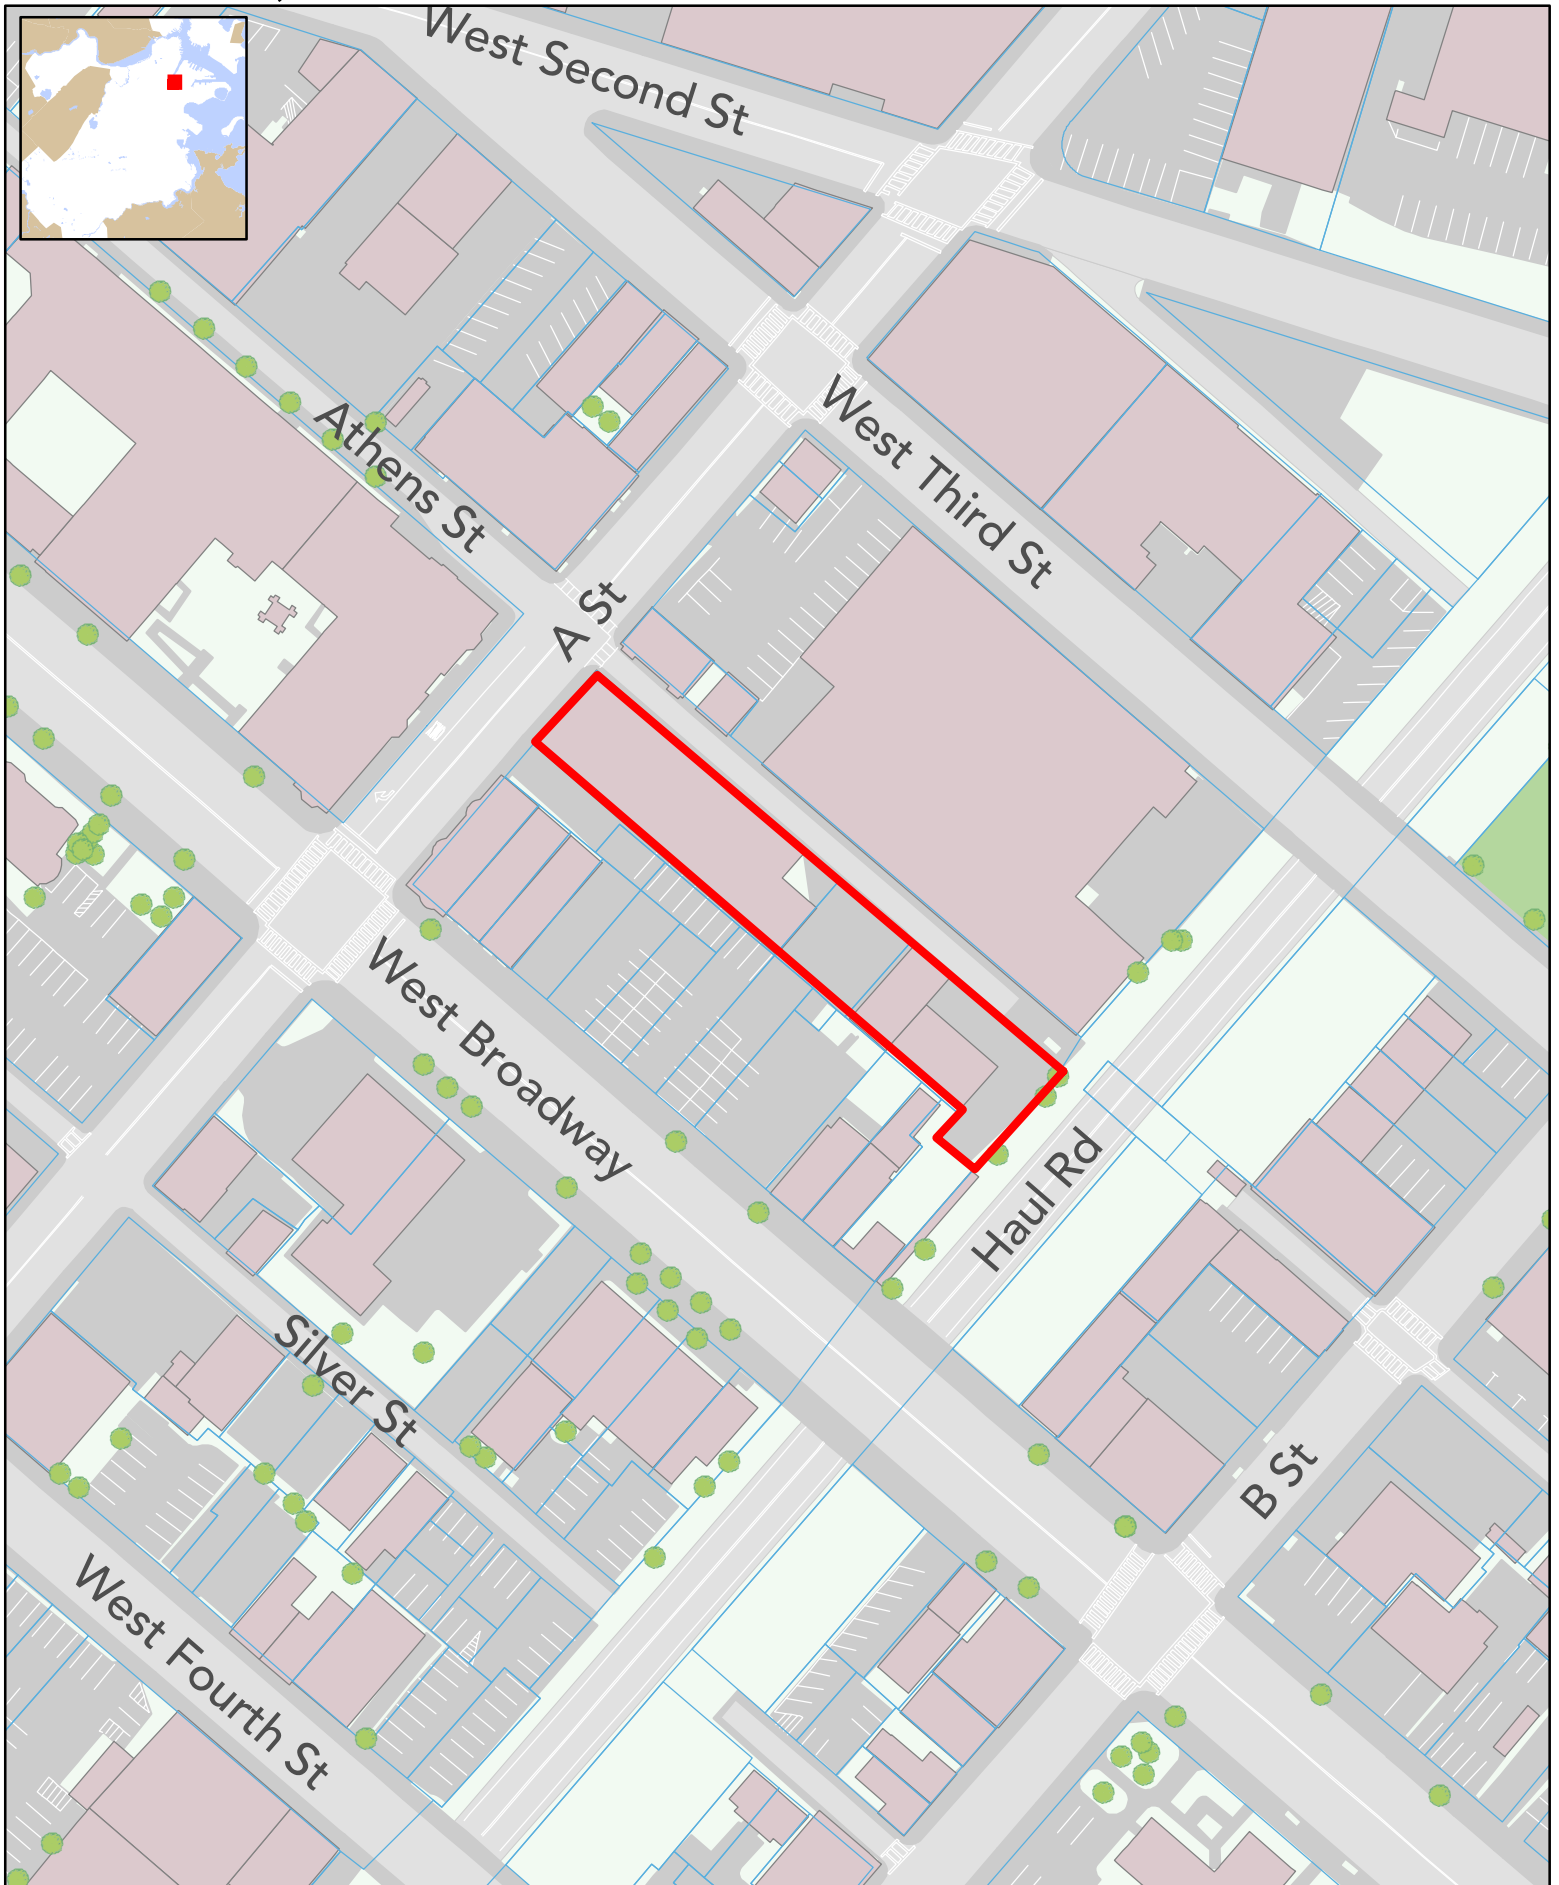 West Second St
Athens St
West Third St
A St
West Broadway
Haul Rd
Silver St
B St
West Fourth St